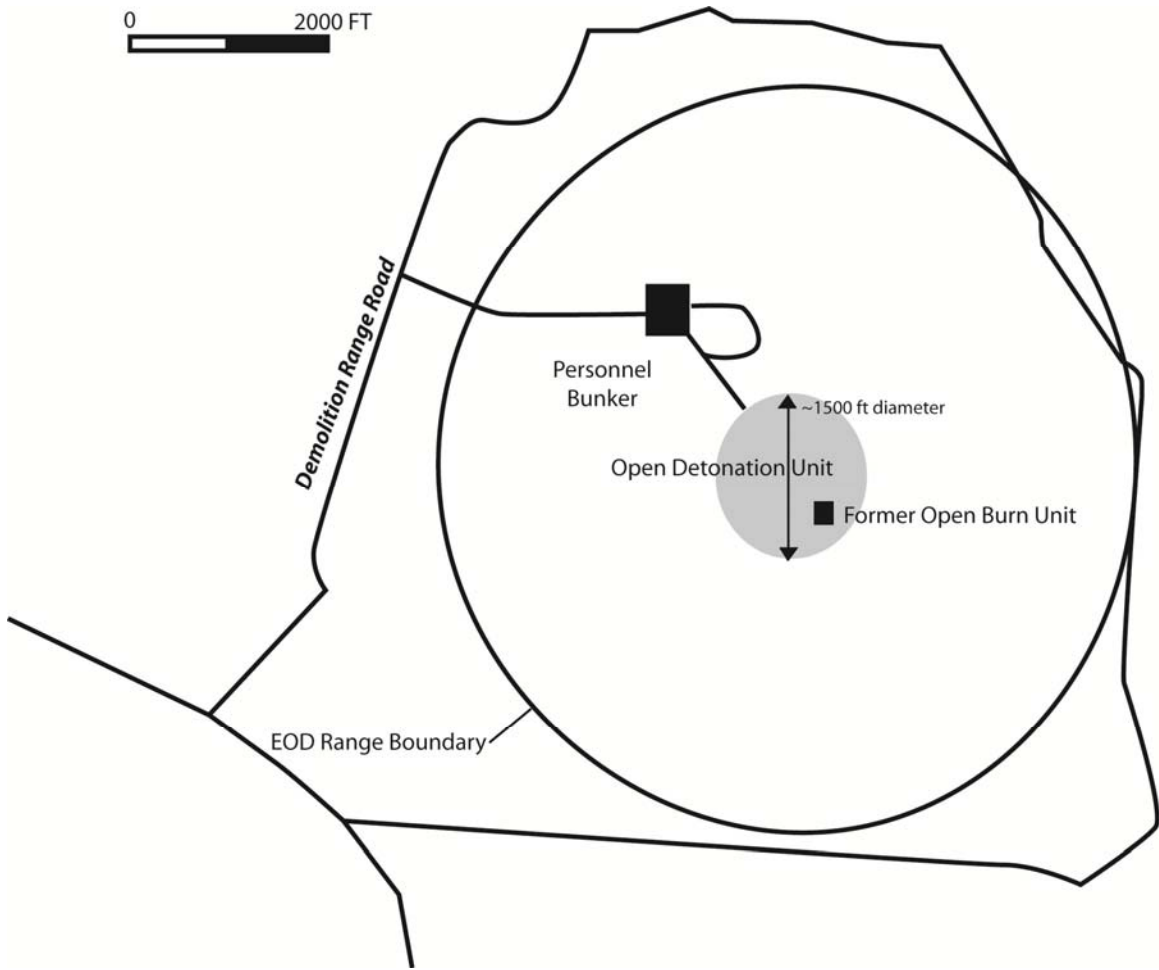 0
2000 FT
Demolition Range Road
Personnel
Bunker
~1500 ft diameter
Open Detonation Unit
Former Open Burn Unit
EOD Range Boundary